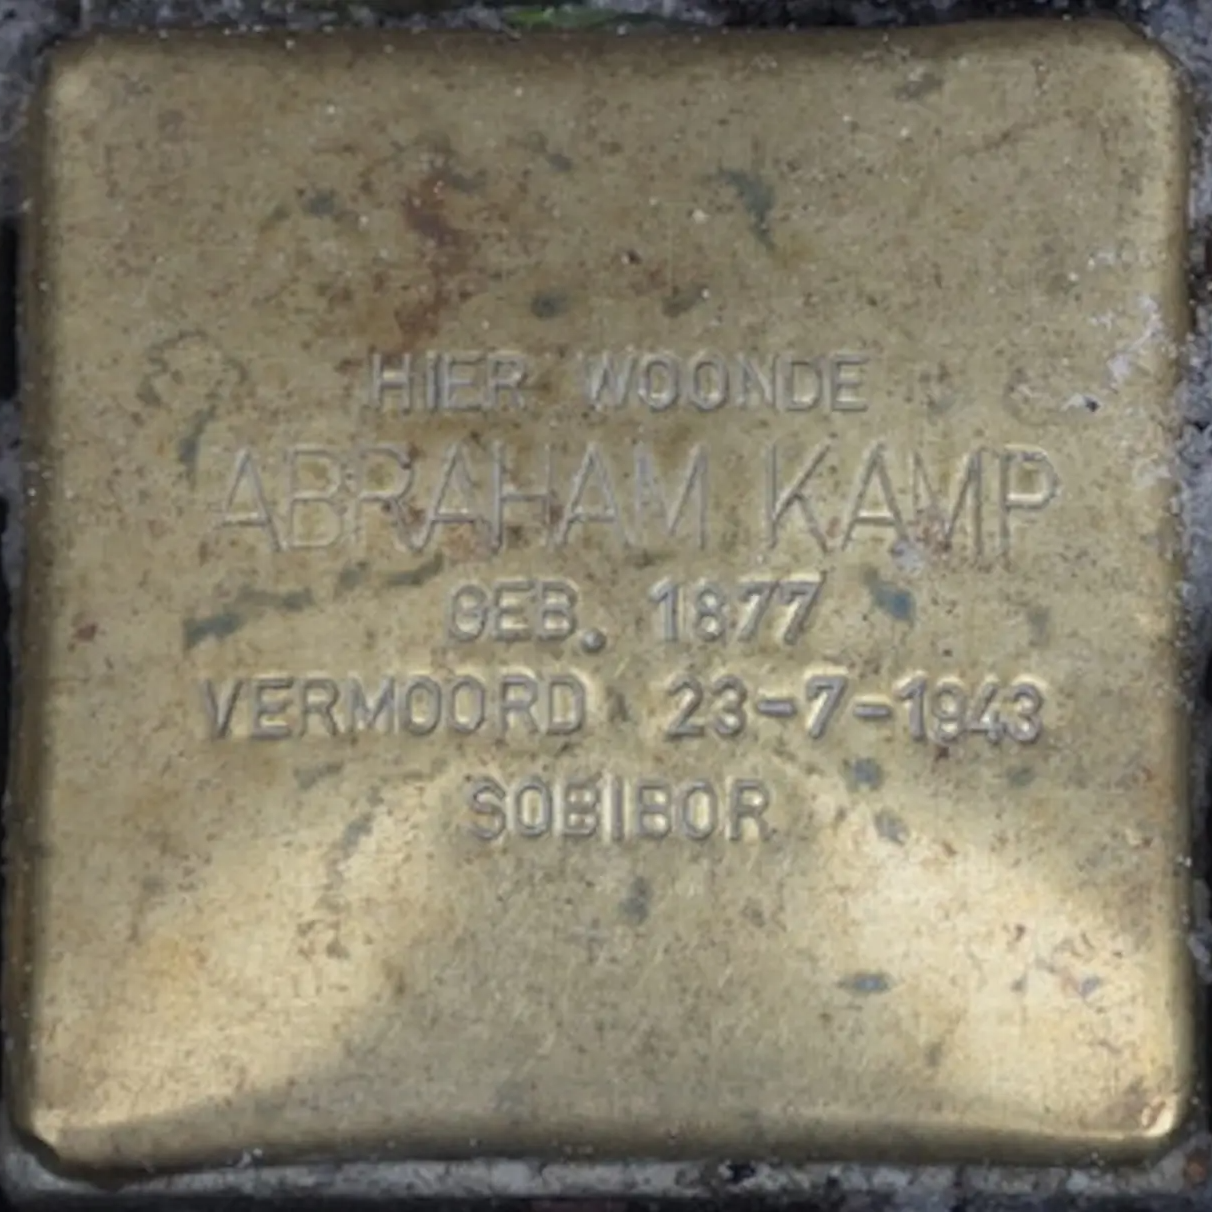 HIER WOONDE
ABRAHAM KAMP
GEB. 1877
VERMOORD 23-7-1943
SOBIBOR